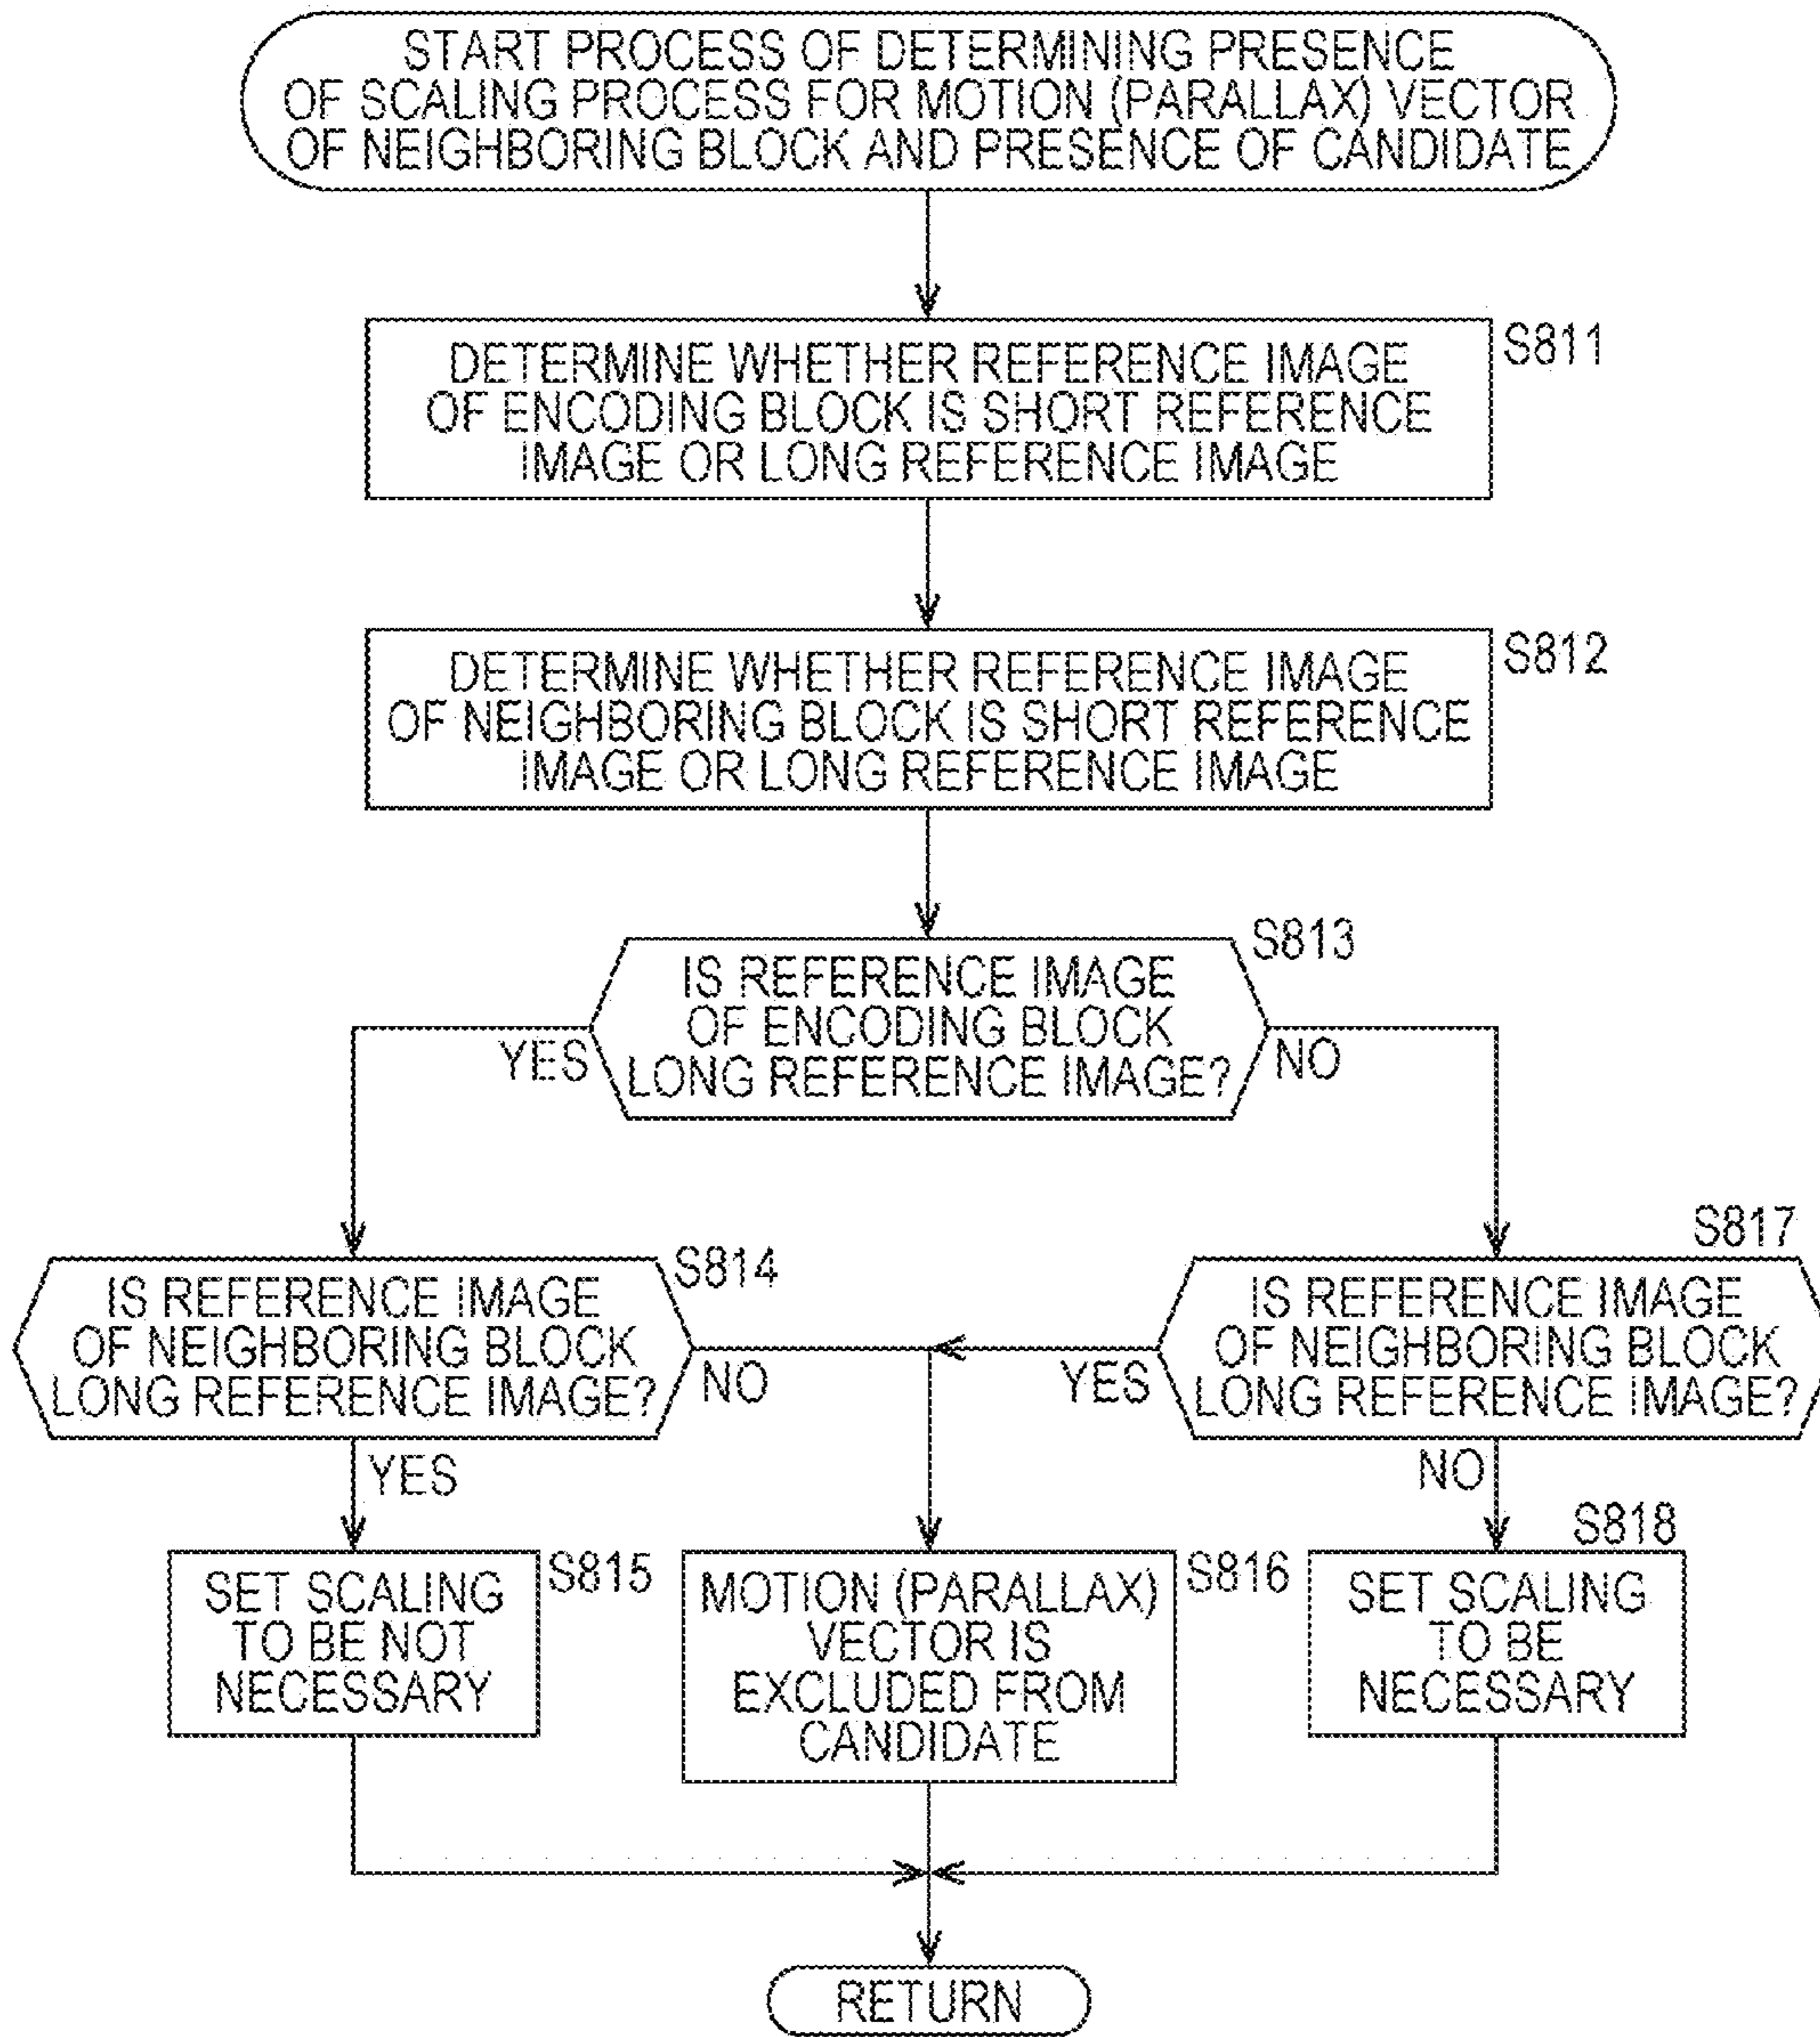 START PROCESS OF DETERMINING PRESENCE
OF SCALING PROCESS FOR MOTION (PARALLAX) VECTOR
OF NEIGHBORING BLOCK AND PRESENCE OF CANDIDATE
S811
DETERMINE WHETHER REFERENCE IMAGE
OF ENCODING BLOCK IS SHORT REFERENCE
IMAGE OR LONG REFERENCE IMAGE
S812
DETERMINE WHETHER REFERENCE IMAGE
OF NEIGHBORING BLOCK IS SHORT REFERENCE
IMAGE OR LONG REFERENCE IMAGE
S813
IS REFERENCE IMAGE
OF ENCODING BLOCK
LONG REFERENCE IMAGE?
YES
NO
S814
IS REFERENCE IMAGE
OF NEIGHBORING BLOCK
LONG REFERENCE IMAGE?
NO
YES
S817
IS REFERENCE IMAGE
OF NEIGHBORING BLOCK
LONG REFERENCE IMAGE?
YES
NO
S815
SET SCALING
TO BE NOT
NECESSARY
S816
MOTION (PARALLAX)
VECTOR IS
EXCLUDED FROM
CANDIDATE
S818
SET SCALING
TO BE
NECESSARY
RETURN